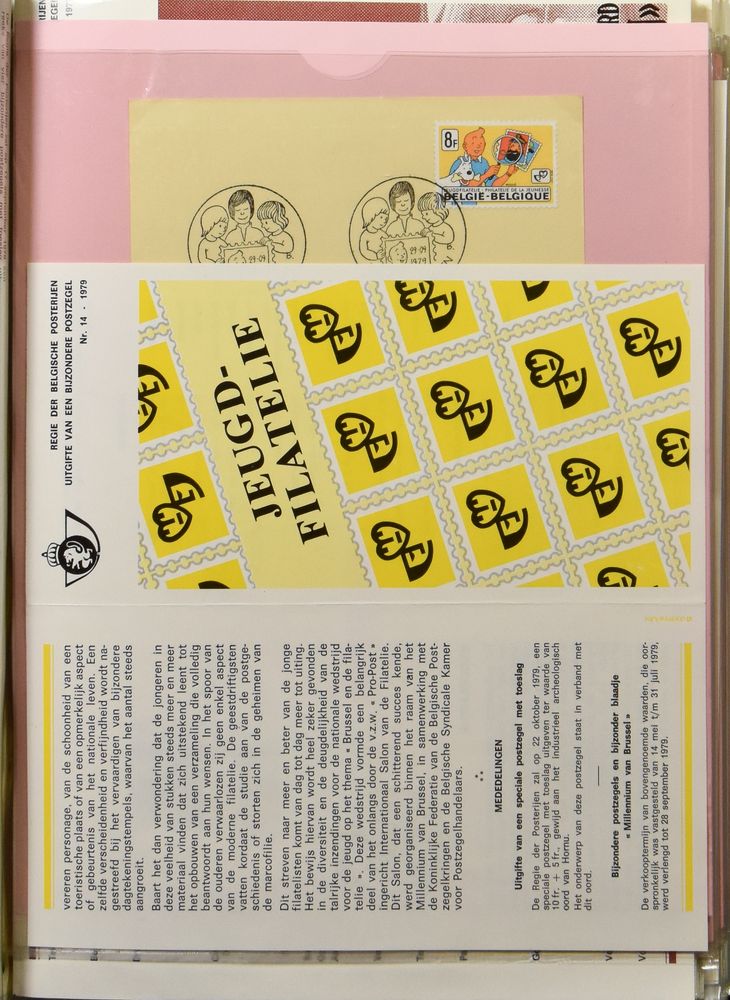 8F
JEUGDFILATELIE - PHILATELIE DE LA JEUNESSE
BELGIE-BELGIQUE
29-09
29-09
1979
REGIE DER BELGISCHE POSTERIJEN
UITGIFTE VAN EEN BIJZONDERE POSTZEGEL
Nr. 14 - 1979
JEUGD-
FILATELIE
vereren personage, van de schoonheid van een
toeristische plaats of van een opmerkelijk aspect
of gebeurtenis van het nationale leven. Een
zelfde verscheidenheid en verfijndheid wordt na-
gestreefd bij het vervaardigen van bijzondere
dagtekeningstempels, waarvan het aantal steeds
aangroeit.
Baart het dan verwondering dat de jongeren in
deze veelheid van stukken steeds meer en meer
materiaal vinden, dat zich uitstekend leent tot
het opbouwen van een verzameling die volledig
beantwoordt aan hun wensen. In het spoor van
de ouderen verwaarlozen zij geen enkel aspect
van de moderne filatelie. De geestdriftigsten
vatten kordaat de studie aan van de postge-
schiedenis of storten zich in de geheimen van
de marcofilie.
Dit streven naar meer en beter van de jonge
filatelisten komt van dag tot dag meer tot uiting.
Het bewijs hiervan wordt heel zeker gevonden
in de diversiteit en de deugdelijkheid van de
talrijke inzendingen voor de nationale wedstrijd
voor de jeugd op het thema « Brussel en de fila-
telie ». Deze wedstrijd vormde een belangrijk
deel van het onlangs door de v.z.w. « Pro-Post »
ingericht Internationaal Salon van de Filatelie.
Dit Salon, dat een schitterend succes kende,
werd georganiseerd binnen het raam van het
Millennium van Brussel, in samenwerking met
de Koninklijke Federatie van de Belgische Post-
zegelkringen en de Belgische Syndicale Kamer
voor Postzegelhandelaars.
MEDEDELINGEN
Uitgifte van een speciale postzegel met toeslag
De Regie der Posterijen zal op 22 oktober 1979, een
speciale postzegel met toeslag uitgeven ter waarde van
10 fr. + 5 fr. gewijd aan het industrieel archeologisch
oord van Hornu.
Het onderwerp van deze postzegel staat in verband met
dit oord.
Bijzondere postzegels en bijzonder blaadje
« Millennium van Brussel »
De verkooptermijn van bovengenoemde waarden, die oor-
spronkelijk was vastgesteld van 14 mei t/m 31 juli 1979,
werd verlengd tot 28 september 1979.